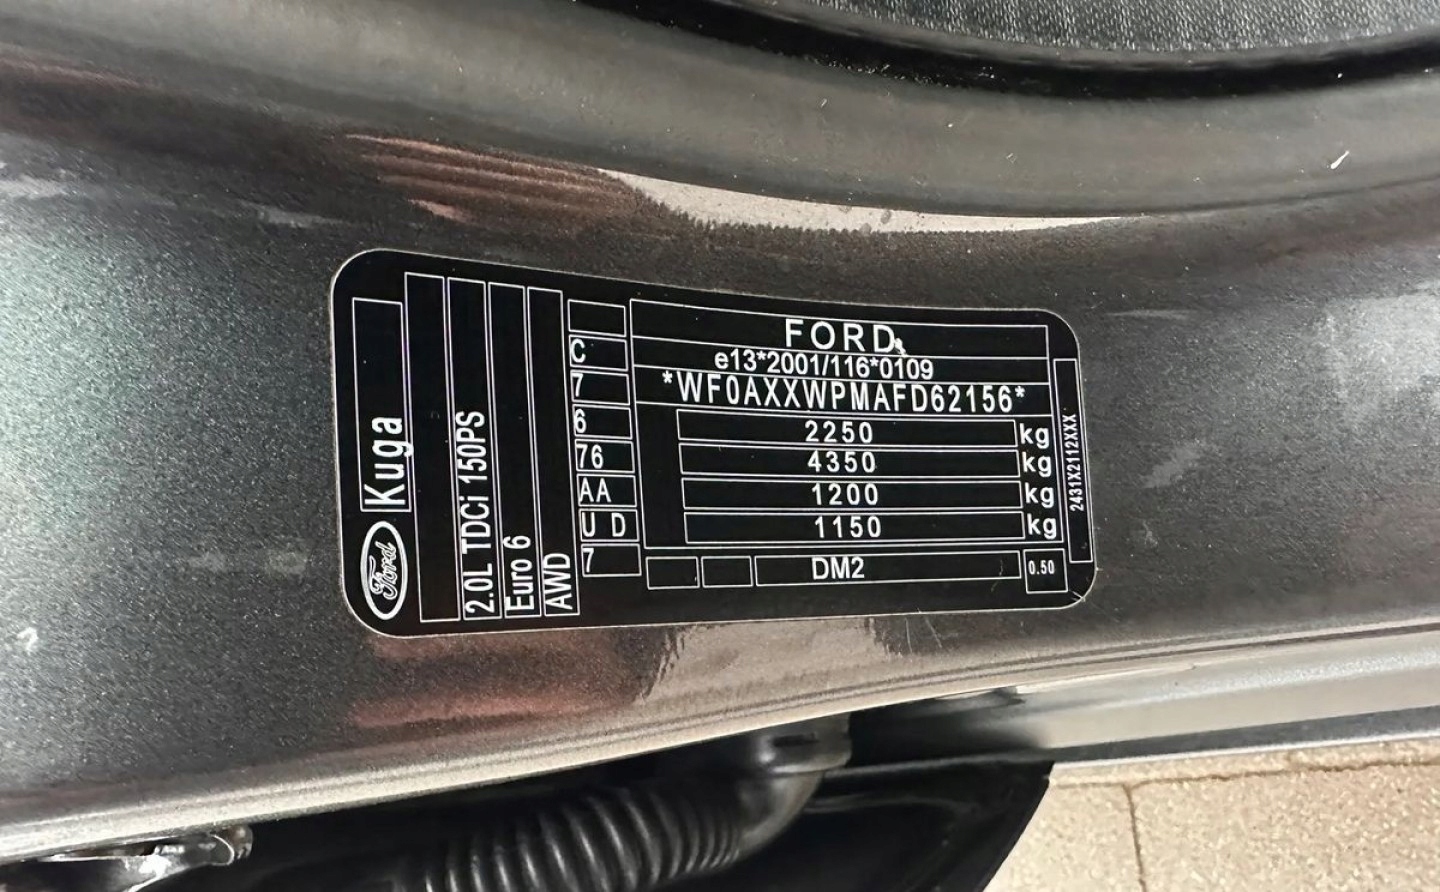 Ford
Kuga
2.0L TDCi 150PS
Euro 6
AWD
C
7
6
76
AA
U D
7
FORD
e13*2001/116*0109
*WF0AXXWPMAFD62156*
2250 kg
4350 kg
1200 kg
1150 kg
DM2
0.50
2431X2112XXX